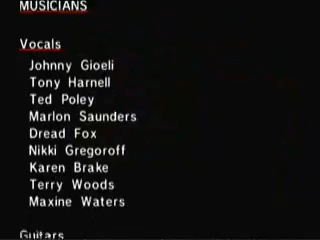 MUSICIANS
Vocals
Johnny Gioeli
Tony Harnell
Ted Poley
Marlon Saunders
Dread Fox
Nikki Gregoroff
Karen Brake
Terry Woods
Maxine Waters
Guitars